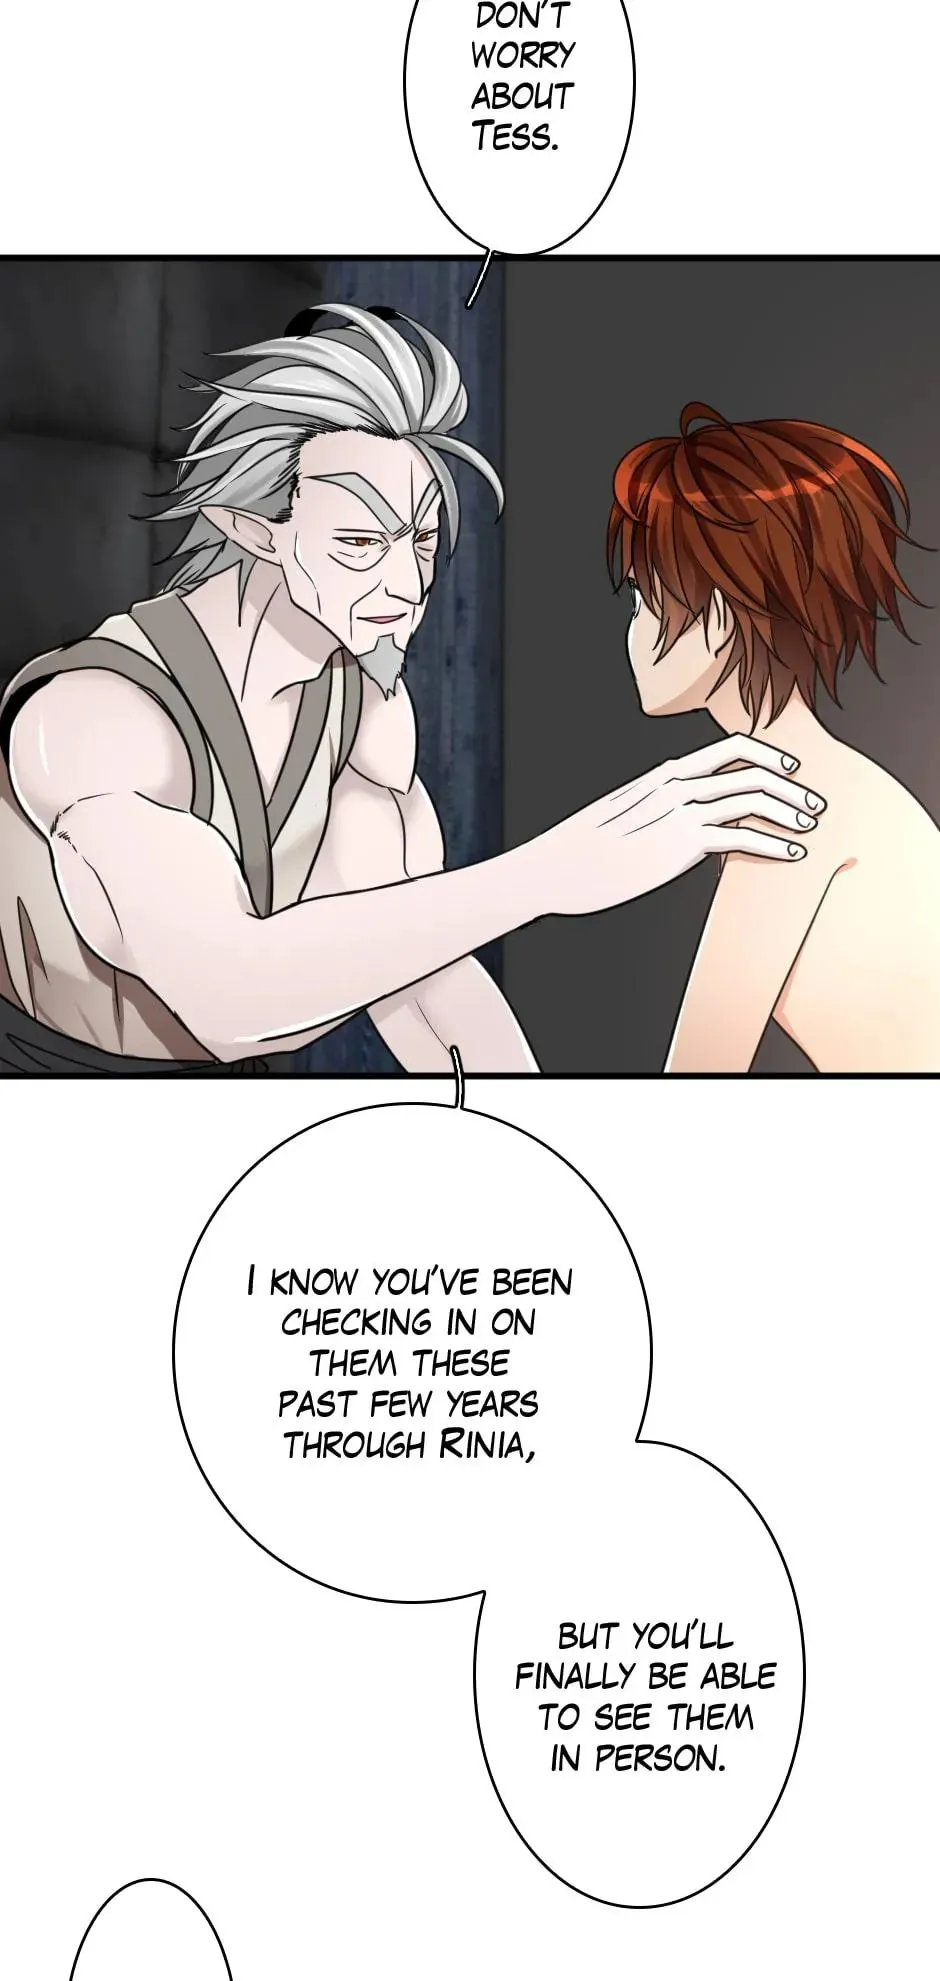 DON'T
WORRY
ABOUT
TESS.
I KNOW YOU'VE BEEN
CHECKING IN ON
THEM THESE
PAST FEW YEARS
THROUGH RINIA,
BUT YOU'LL
FINALLY BE ABLE
TO SEE THEM
IN PERSON.